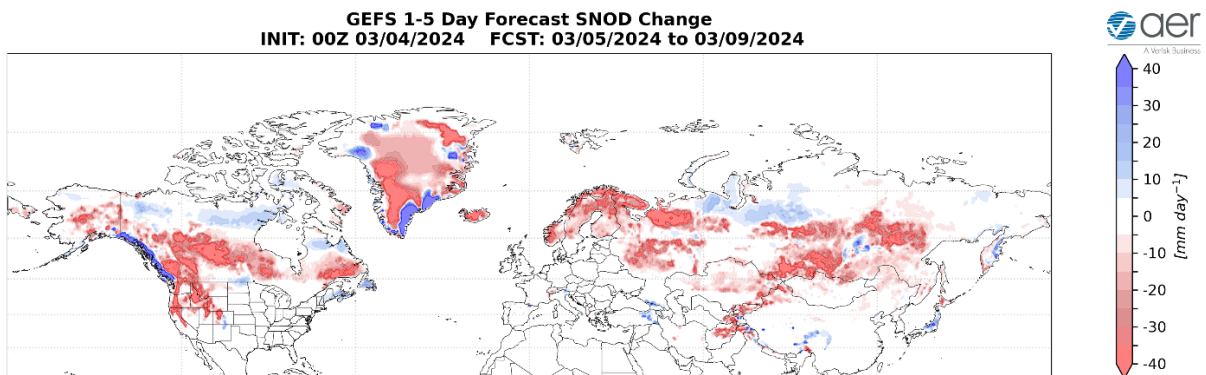 GEFS 1-5 Day Forecast SNOD Change
INIT: 00Z 03/04/2024 FCST: 03/05/2024 to 03/09/2024
aer
A Verisk Business
40
30
20
10
0
-10
-20
-30
-40
[mm day⁻¹]